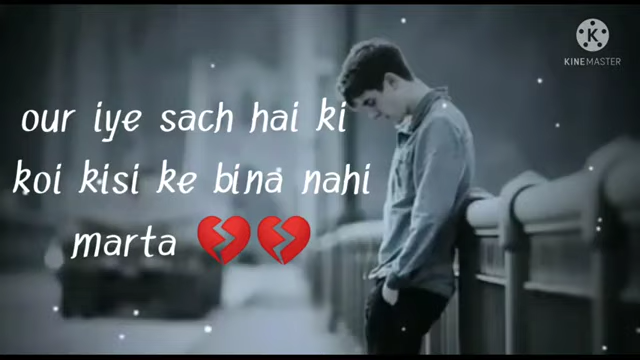 our iye sach hai ki
koi kisi ke bina nahi
marta 💔💔
K
KINEMASTER